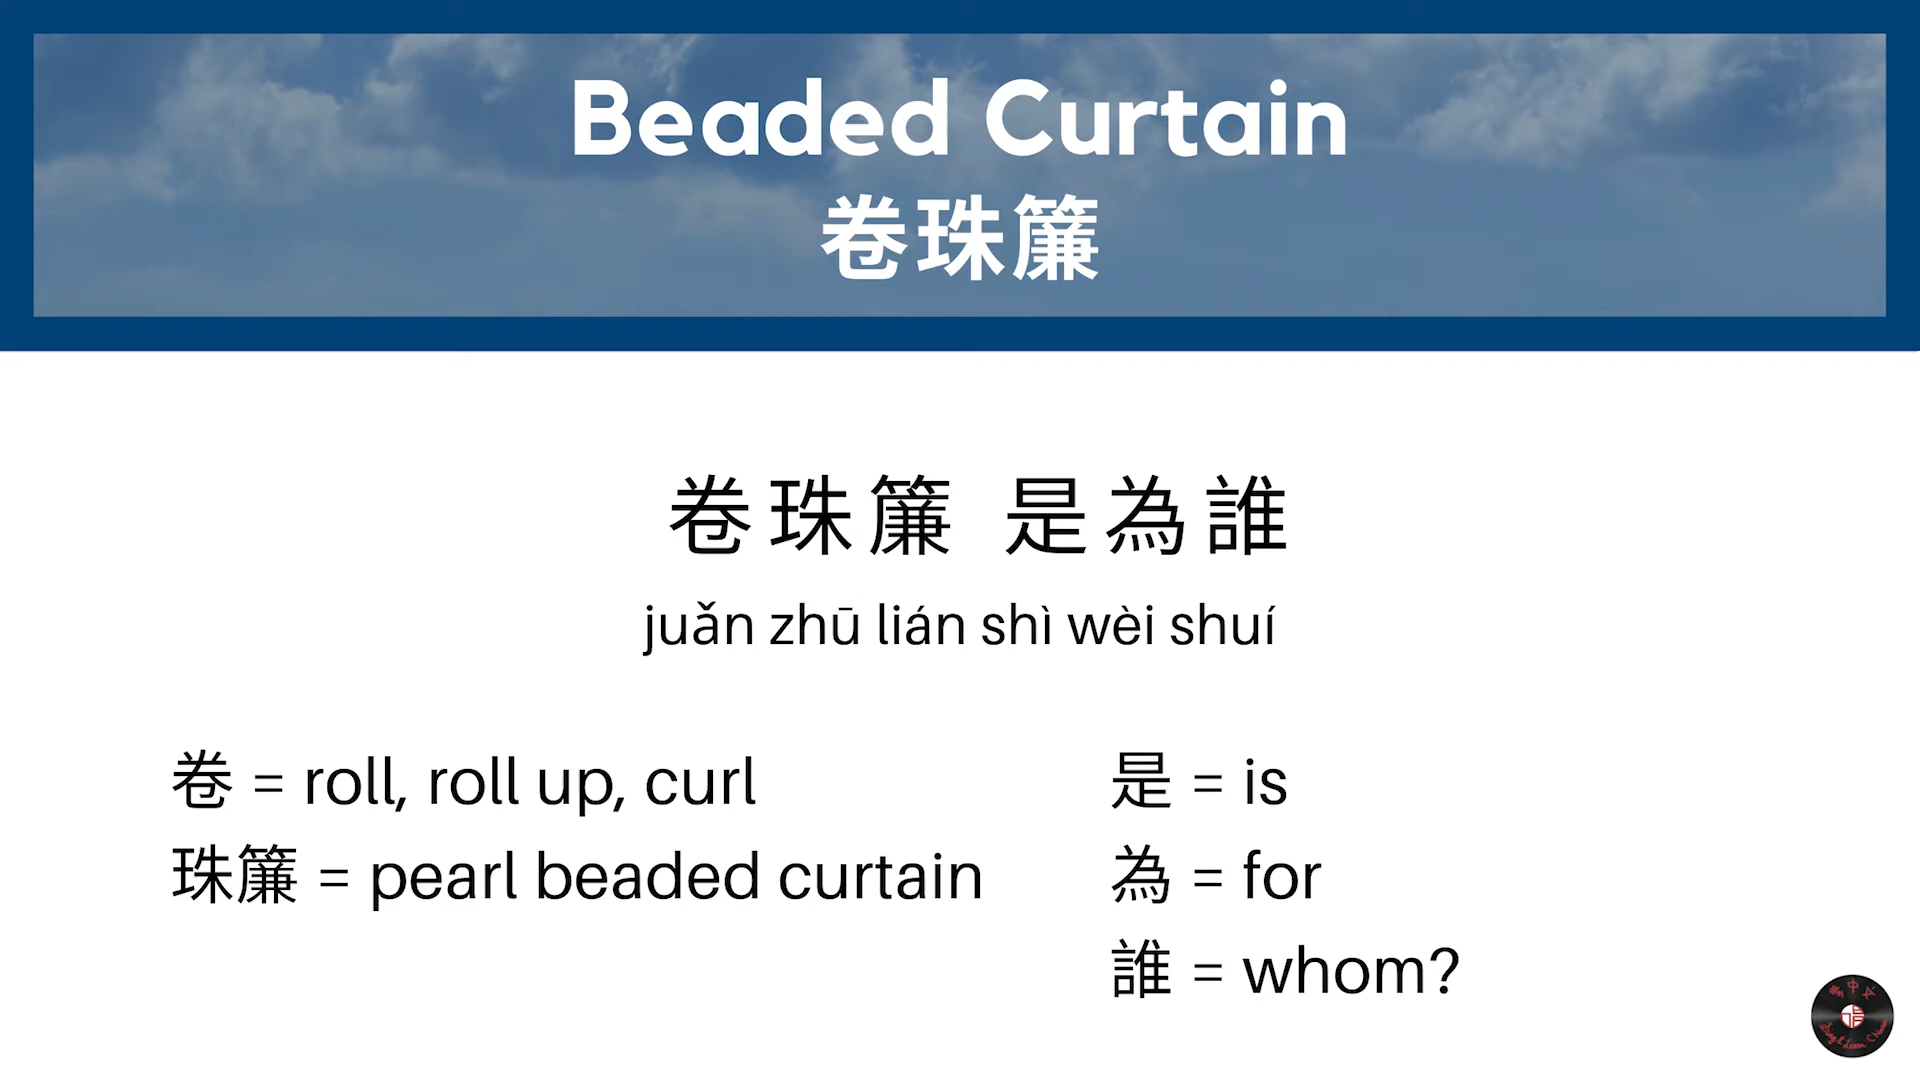 Beaded Curtain
卷珠簾
卷珠簾 是為誰
juǎn zhū lián shì wèi shuí
卷 = roll, roll up, curl
珠簾 = pearl beaded curtain
是 = is
為 = for
誰 = whom?